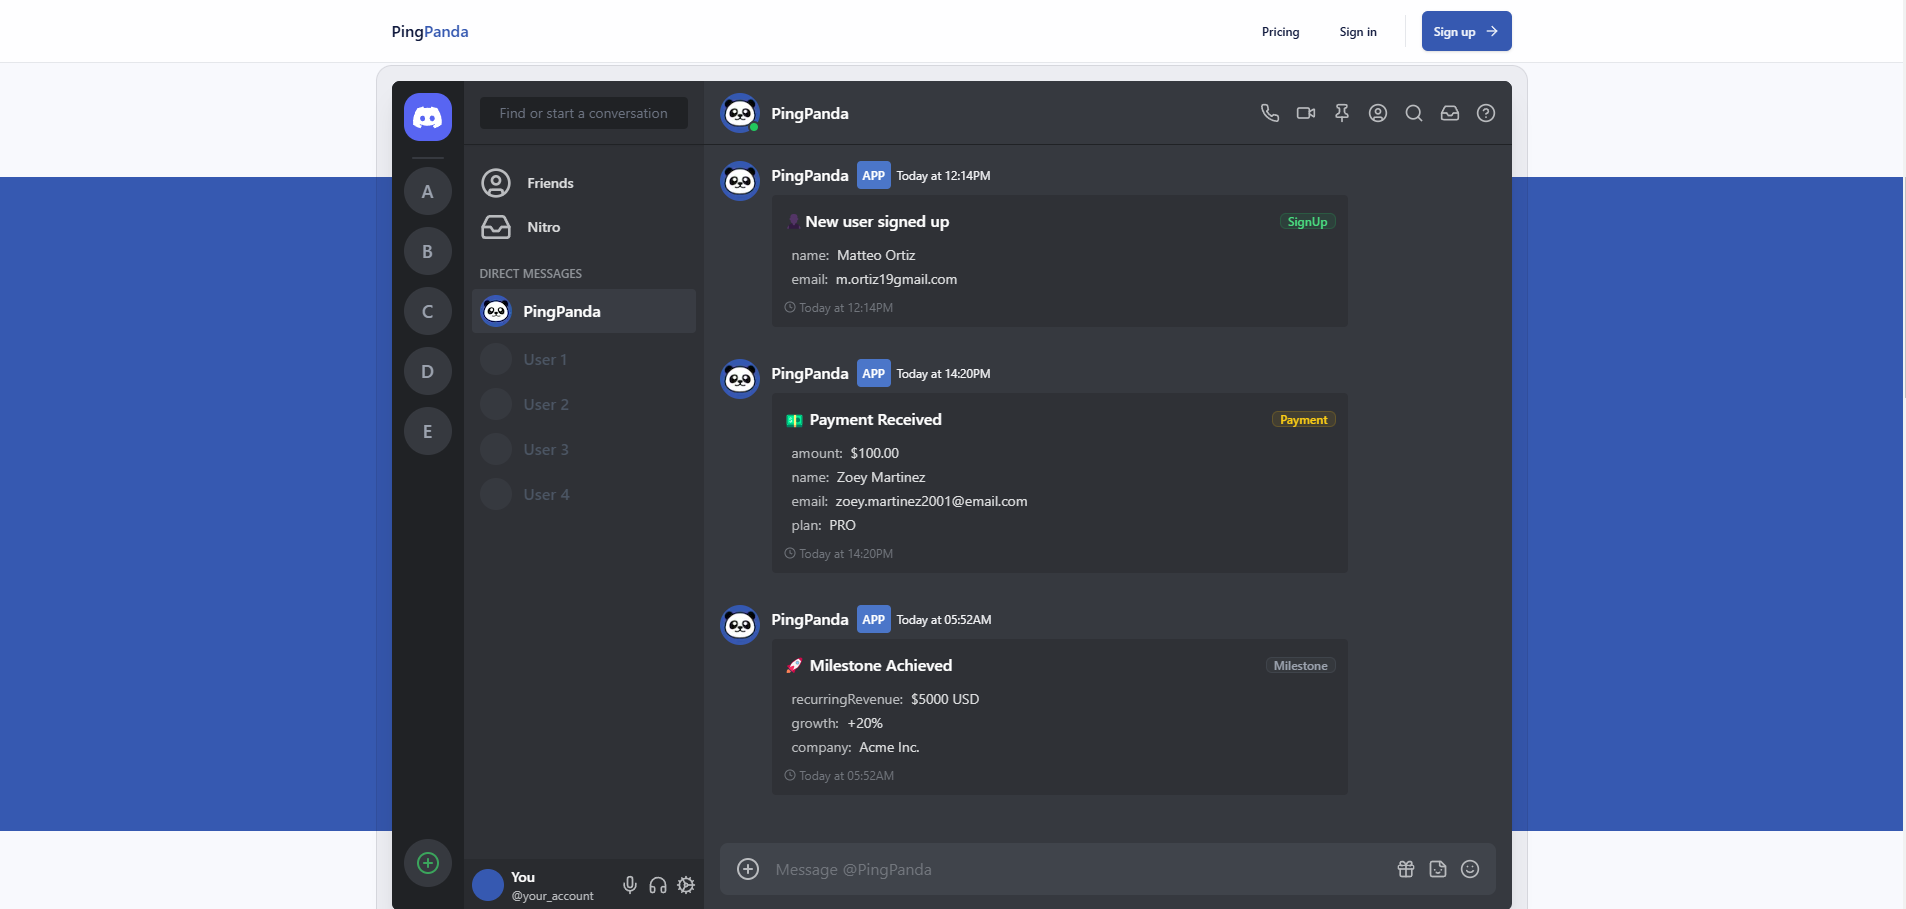 PingPanda
Pricing
Sign in
Sign up
Find or start a conversation
A
B
C
D
E
Friends
Nitro
DIRECT MESSAGES
PingPanda
User 1
User 2
User 3
User 4
You
@your_account
PingPanda
PingPanda APP Today at 12:14PM
New user signed up SignUp
name: Matteo Ortiz
email: m.ortiz19gmail.com
Today at 12:14PM
PingPanda APP Today at 14:20PM
Payment Received Payment
amount: $100.00
name: Zoey Martinez
email: zoey.martinez2001@email.com
plan: PRO
Today at 14:20PM
PingPanda APP Today at 05:52AM
Milestone Achieved Milestone
recurringRevenue: $5000 USD
growth: +20%
company: Acme Inc.
Today at 05:52AM
Message @PingPanda